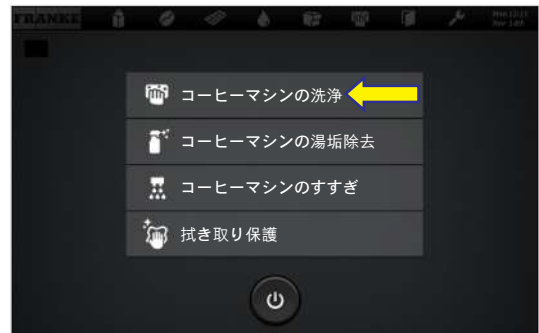 FRANKE
コーヒーマシンの洗浄
コーヒーマシンの湯垢除去
コーヒーマシンのすすぎ
拭き取り保護